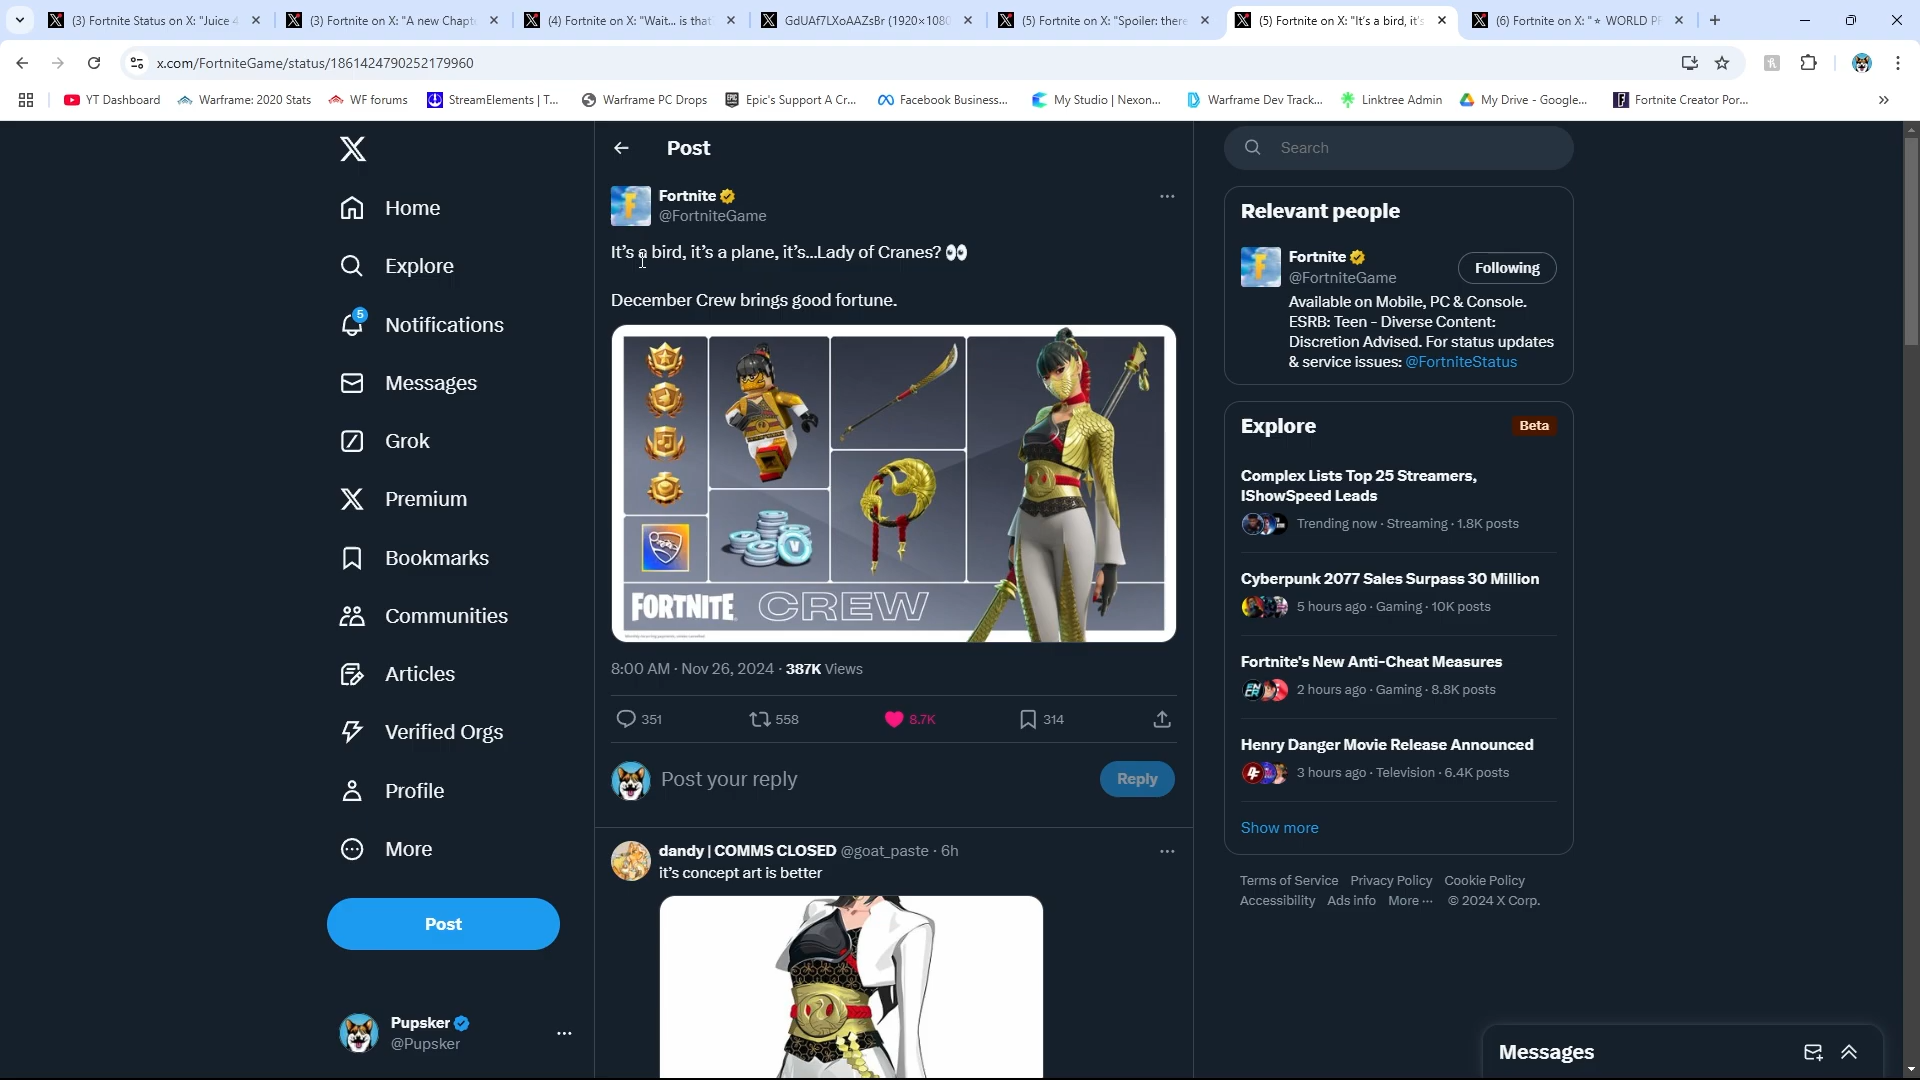 (3) Fortnite Status on X: "Juice
(3) Fortnite on X: "A new Chapt
(4) Fortnite on X: "Wait... is that
GdUAf7LXoAAZsBr (1920×1080
(5) Fortnite on X: "Spoiler: there
(5) Fortnite on X: "It's a bird, it's
(6) Fortnite on X: "⭐ WORLD PR
x.com/FortniteGame/status/1861424790252179960
YT Dashboard
Warframe: 2020 Stats
WF forums
StreamElements | T...
Warframe PC Drops
Epic's Support A Cr...
Facebook Business...
My Studio | Nexon...
Warframe Dev Track...
Linktree Admin
My Drive - Google...
Fortnite Creator Por...
Home
Explore
5
Notifications
Messages
Grok
Premium
Bookmarks
Communities
Articles
Verified Orgs
Profile
More
Post
Pupsker
@Pupsker
Post
Fortnite
@FortniteGame
It's a bird, it's a plane, it's...Lady of Cranes? 👀
December Crew brings good fortune.
FORTNITE CREW
8:00 AM · Nov 26, 2024 · 387K Views
351
558
8.7K
314
Post your reply
Reply
dandy | COMMS CLOSED @goat_paste · 6h
it's concept art is better
Search
Relevant people
Fortnite
@FortniteGame
Following
Available on Mobile, PC & Console.
ESRB: Teen - Diverse Content:
Discretion Advised. For status updates
& service issues: @FortniteStatus
Explore
Beta
Complex Lists Top 25 Streamers,
IShowSpeed Leads
Trending now · Streaming · 1.8K posts
Cyberpunk 2077 Sales Surpass 30 Million
5 hours ago · Gaming · 10K posts
Fortnite's New Anti-Cheat Measures
2 hours ago · Gaming · 8.8K posts
Henry Danger Movie Release Announced
3 hours ago · Television · 6.4K posts
Show more
Terms of Service Privacy Policy Cookie Policy
Accessibility Ads info More ··· © 2024 X Corp.
Messages